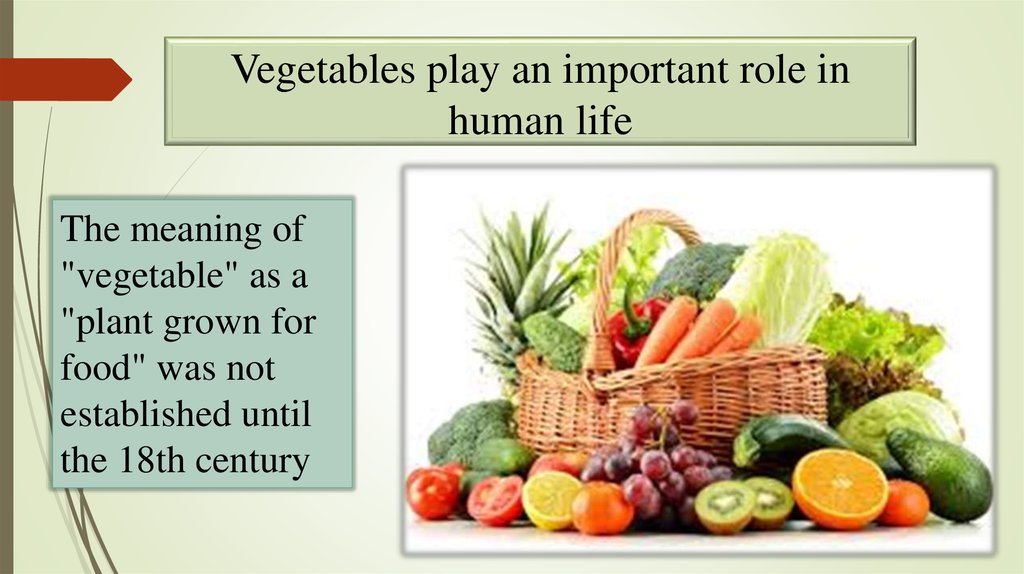 Vegetables play an important role in
human life
The meaning of
"vegetable" as a
"plant grown for
food" was not
established until
the 18th century